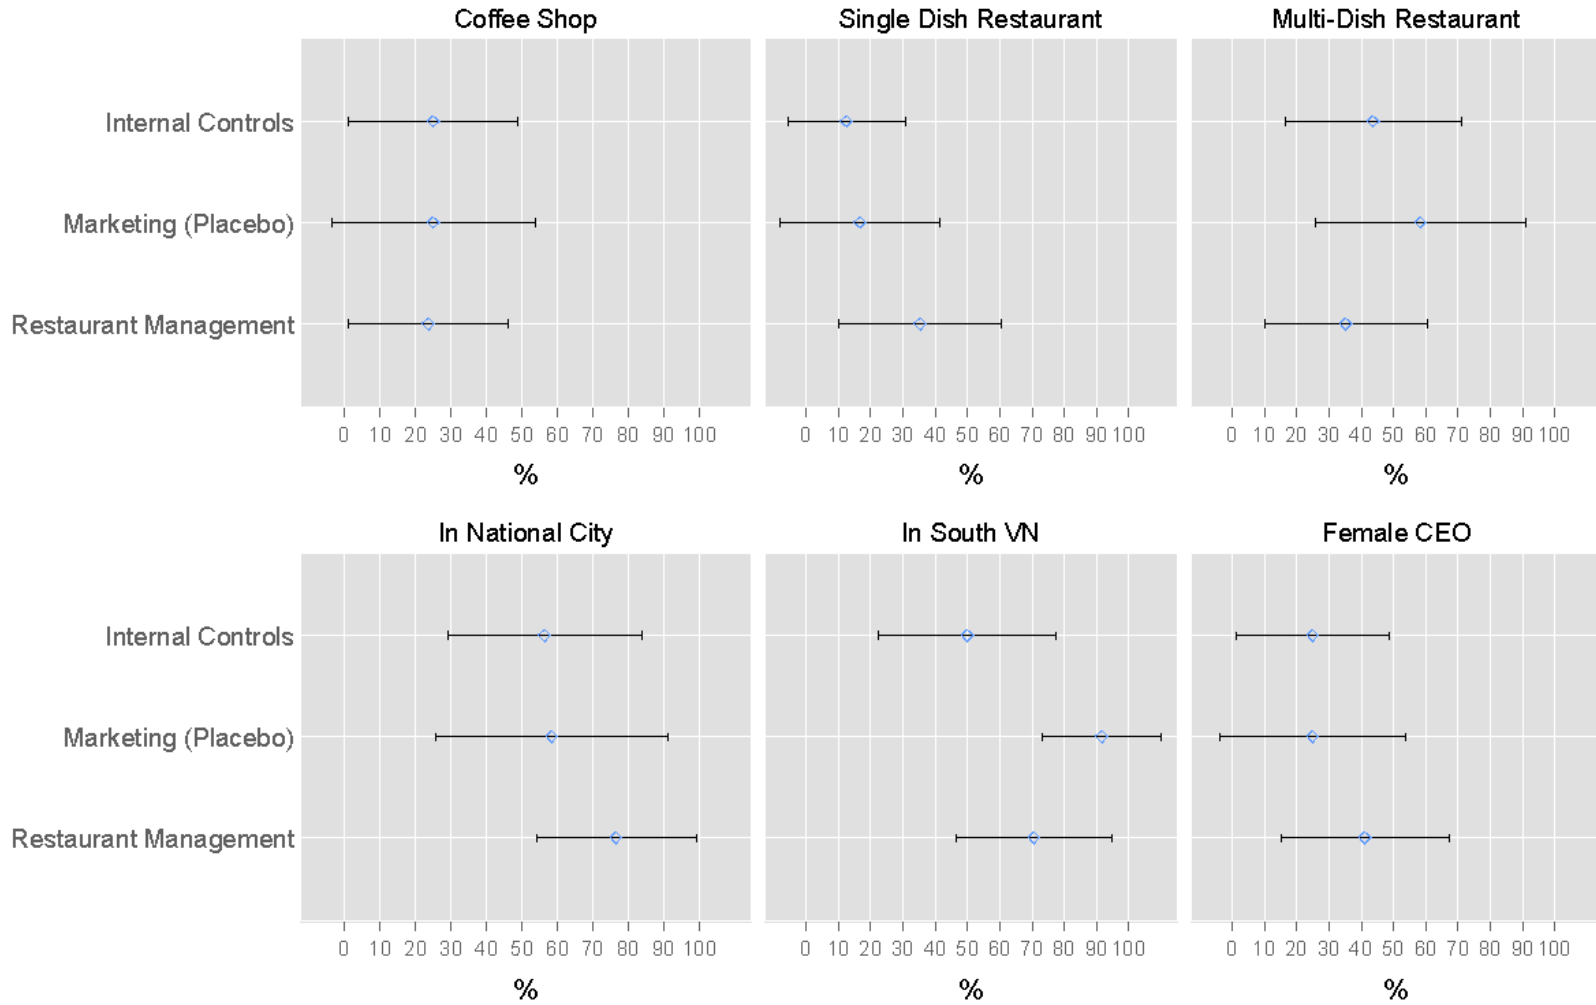 Coffee Shop
Single Dish Restaurant
Multi-Dish Restaurant
Internal Controls
Marketing (Placebo)
Restaurant Management
0 10 20 30 40 50 60 70 80 90 100
0 10 20 30 40 50 60 70 80 90 100
0 10 20 30 40 50 60 70 80 90 100
%
%
%
In National City
In South VN
Female CEO
Internal Controls
Marketing (Placebo)
Restaurant Management
0 10 20 30 40 50 60 70 80 90 100
0 10 20 30 40 50 60 70 80 90 100
0 10 20 30 40 50 60 70 80 90 100
%
%
%